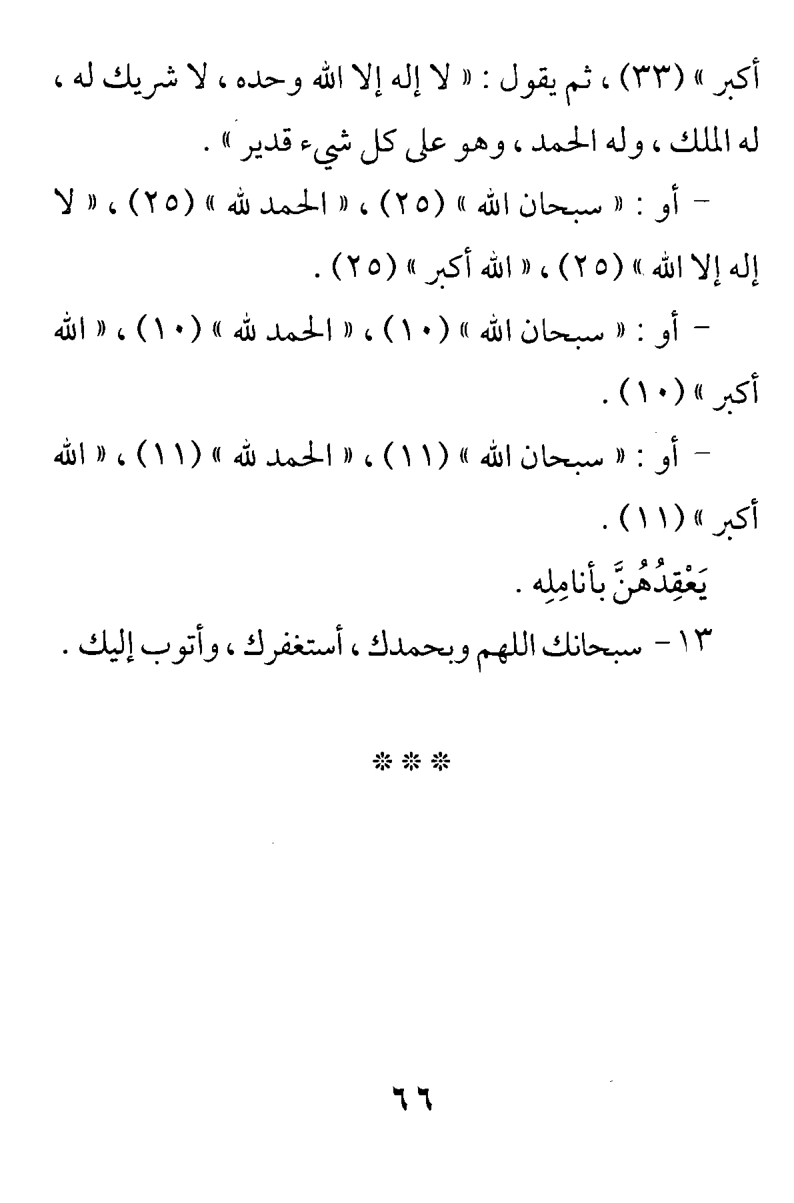 أكبر » (٣٣) ، ثم يقول : « لا إله إلا الله وحده ، لا شريك له ،
له الملك ، وله الحمد ، وهو على كل شيء قدير » .
– أو : « سبحان الله » (٢٥) ، « الحمد لله » (٢٥) ، « لا
إله إلا الله » (٢٥) ، « الله أكبر » (٢٥) .
– أو : « سبحان الله » (١٠) ، « الحمد لله » (١٠) ، « الله
أكبر » (١٠) .
– أو : « سبحان الله » (١١) ، « الحمد لله » (١١) ، « الله
أكبر » (١١) .
يَعْقِدُهُنَّ بأنامِلِه .
١٣– سبحانك اللهم وبحمدك ، أستغفرك ، وأتوب إليك .
❊ ❊ ❊
٦٦